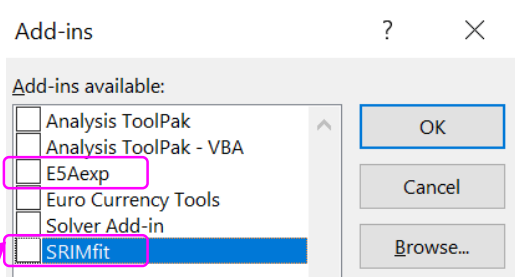 Add-ins ? ×
Add-ins available:
Analysis ToolPak
Analysis ToolPak - VBA
E5Aexp
Euro Currency Tools
Solver Add-in
SRIMfit
OK
Cancel
Browse...